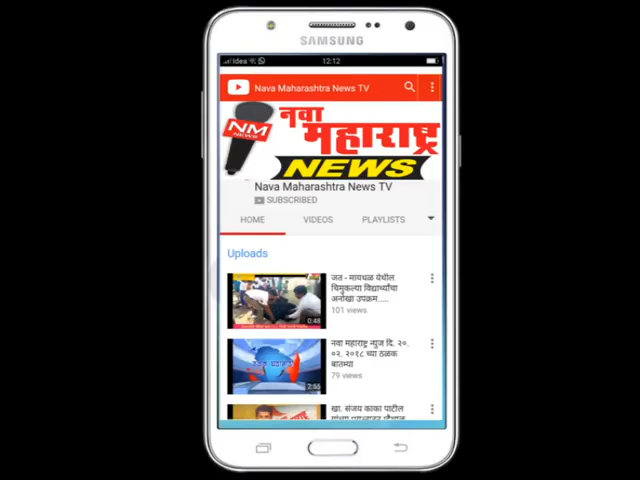 SAMSUNG
Idea 12:12
Nava Maharashtra News TV
नवा
महाराष्ट्र
NM
NEWS
NEWS
Nava Maharashtra News TV
SUBSCRIBED
HOME VIDEOS PLAYLISTS
Uploads
जत - मायथळ येथील
चिमुकल्या विद्यार्थ्यांचा
अनोखा उपक्रम.....
101 views
0:48
नवा महाराष्ट्र न्युज दि. २०.
०२. २०१८ च्या ठळक
बातम्या
79 views
2:55
खा. संजय काका पाटील